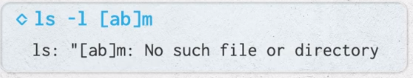 ◇ ls -l [ab]m
ls: "[ab]m: No such file or directory